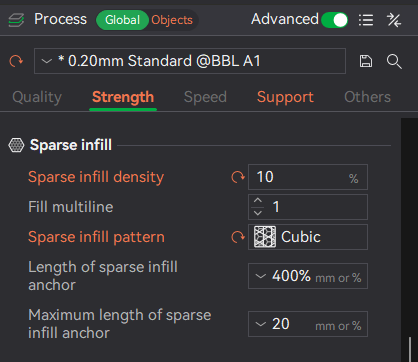 Process Global Objects Advanced
* 0.20mm Standard @BBL A1
Quality Strength Speed Support Others
Sparse infill
Sparse infill density 10 %
Fill multiline 1
Sparse infill pattern Cubic
Length of sparse infill
anchor 400% mm or %
Maximum length of sparse
infill anchor 20 mm or %